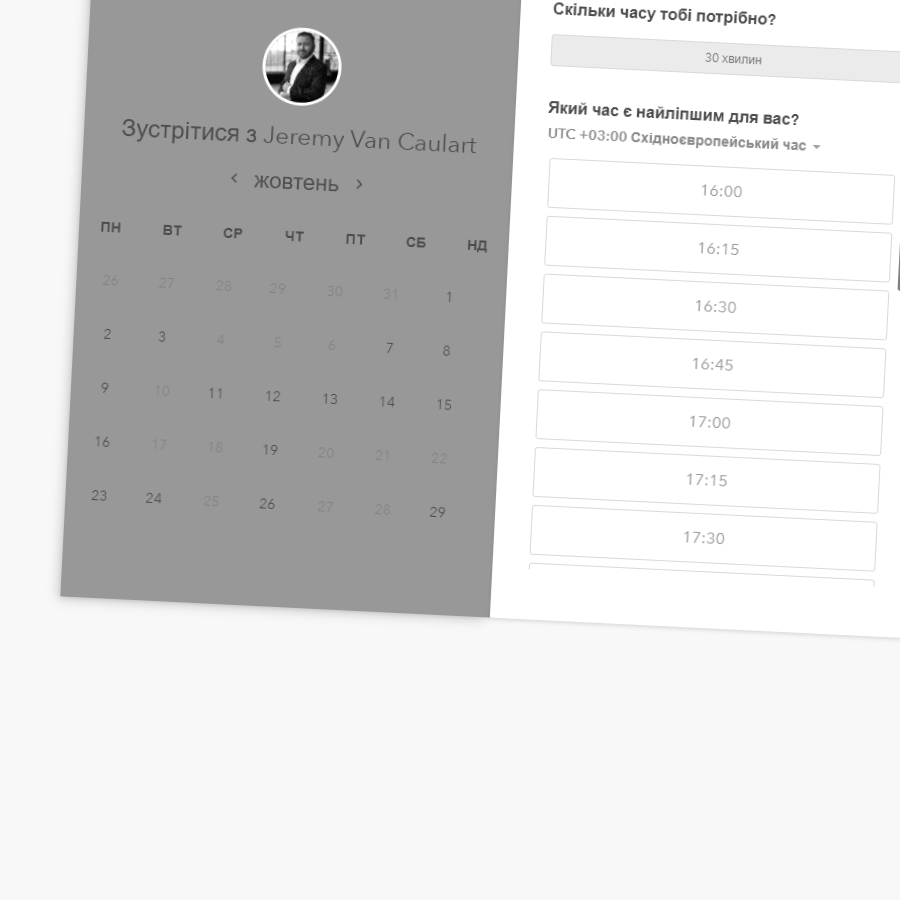 Зустрітися з Jeremy Van Caulart
жовтень
ПН ВТ СР ЧТ ПТ СБ НД
26 27 28 29 30 31 1
2 3 4 5 6 7 8
9 10 11 12 13 14 15
16 17 18 19 20 21 22
23 24 25 26 27 28 29
Скільки часу тобі потрібно?
30 хвилин
Який час є найліпшим для вас?
UTC +03:00 Східноєвропейський час
16:00
16:15
16:30
16:45
17:00
17:15
17:30